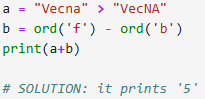 a = "Vecna" > "VecNA"
b = ord('f') - ord('b')
print(a+b)
# SOLUTION: it prints '5'